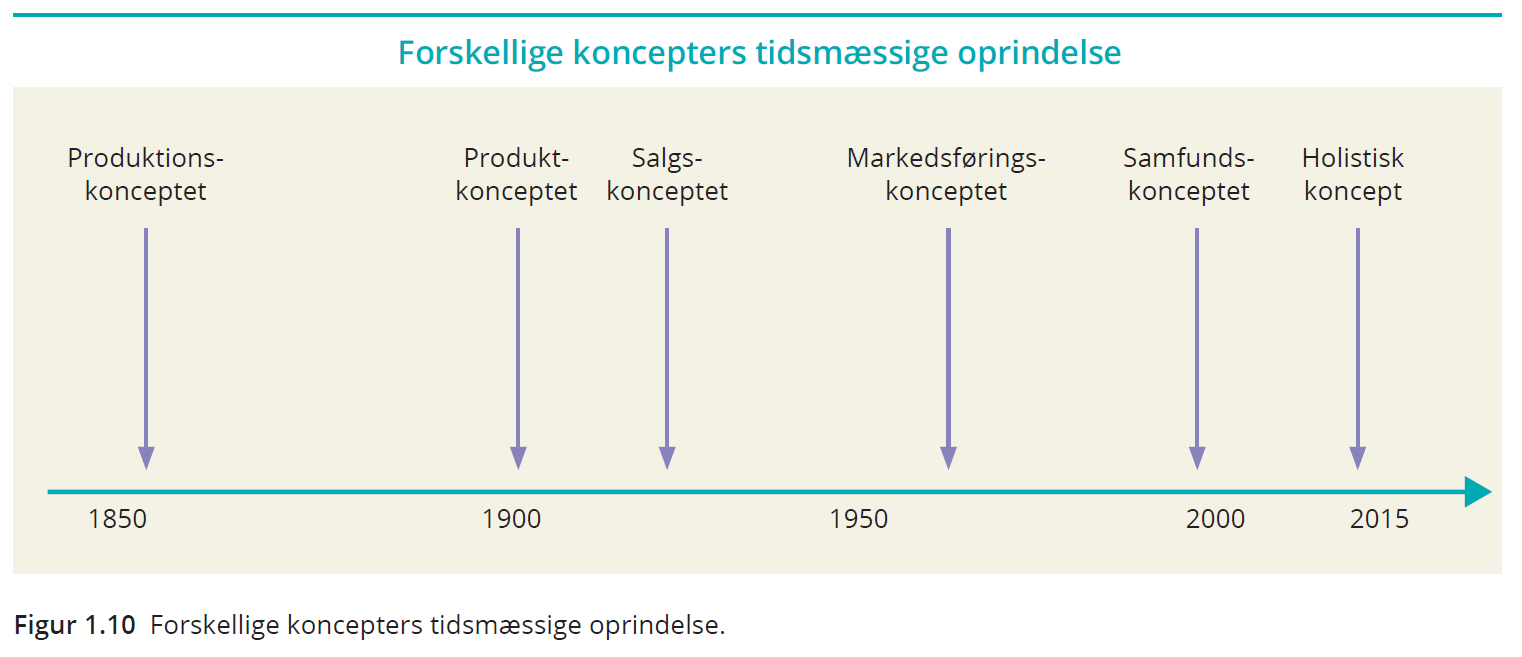 Forskellige koncepters tidsmæssige oprindelse
Produktions-
konceptet
Produkt-
konceptet
Salgs-
konceptet
Markedsførings-
konceptet
Samfunds-
konceptet
Holistisk
koncept
1850
1900
1950
2000
2015
Figur 1.10 Forskellige koncepters tidsmæssige oprindelse.